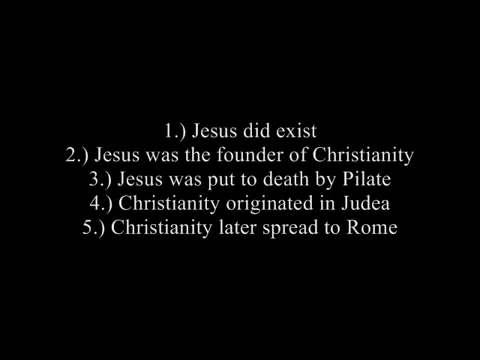 1.) Jesus did exist
2.) Jesus was the founder of Christianity
3.) Jesus was put to death by Pilate
4.) Christianity originated in Judea
5.) Christianity later spread to Rome